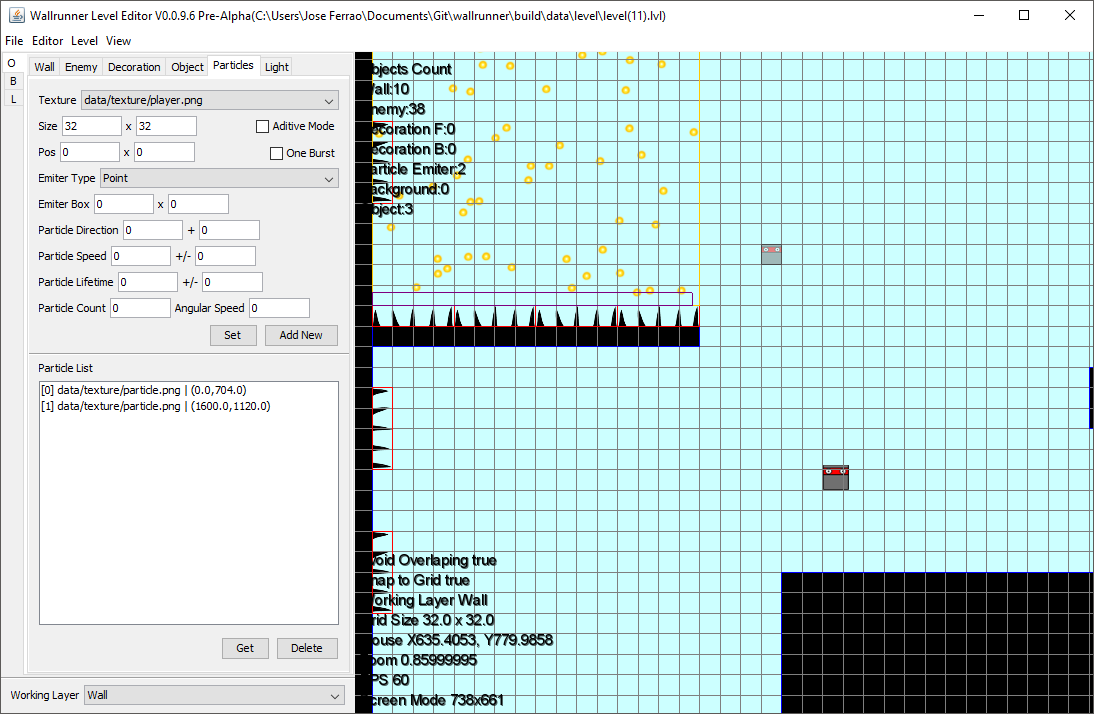 Wallrunner Level Editor V0.0.9.6 Pre-Alpha(C:\Users\Jose Ferrao\Documents\Git\wallrunner\build\data\level\level(11).lvl)
File Editor Level View
O
B
L
Wall Enemy Decoration Object Particles Light
Texture data/texture/player.png
Size 32 x 32 Aditive Mode
Pos 0 x 0 One Burst
Emiter Type Point
Emiter Box 0 x 0
Particle Direction 0 + 0
Particle Speed 0 +/- 0
Particle Lifetime 0 +/- 0
Particle Count 0 Angular Speed 0
Set Add New
Particle List
[0] data/texture/particle.png | (0.0,704.0)
[1] data/texture/particle.png | (1600.0,1120.0)
Get Delete
Working Layer Wall
bjects Count
all:10
nemy:38
ecoration F:0
ecoration B:0
article Emiter:2
ackground:0
bject:3
void Overlaping true
nap to Grid true
orking Layer Wall
rid Size 32.0 x 32.0
ouse X635.4053, Y779.9858
oom 0.85999995
PS 60
creen Mode 738x661